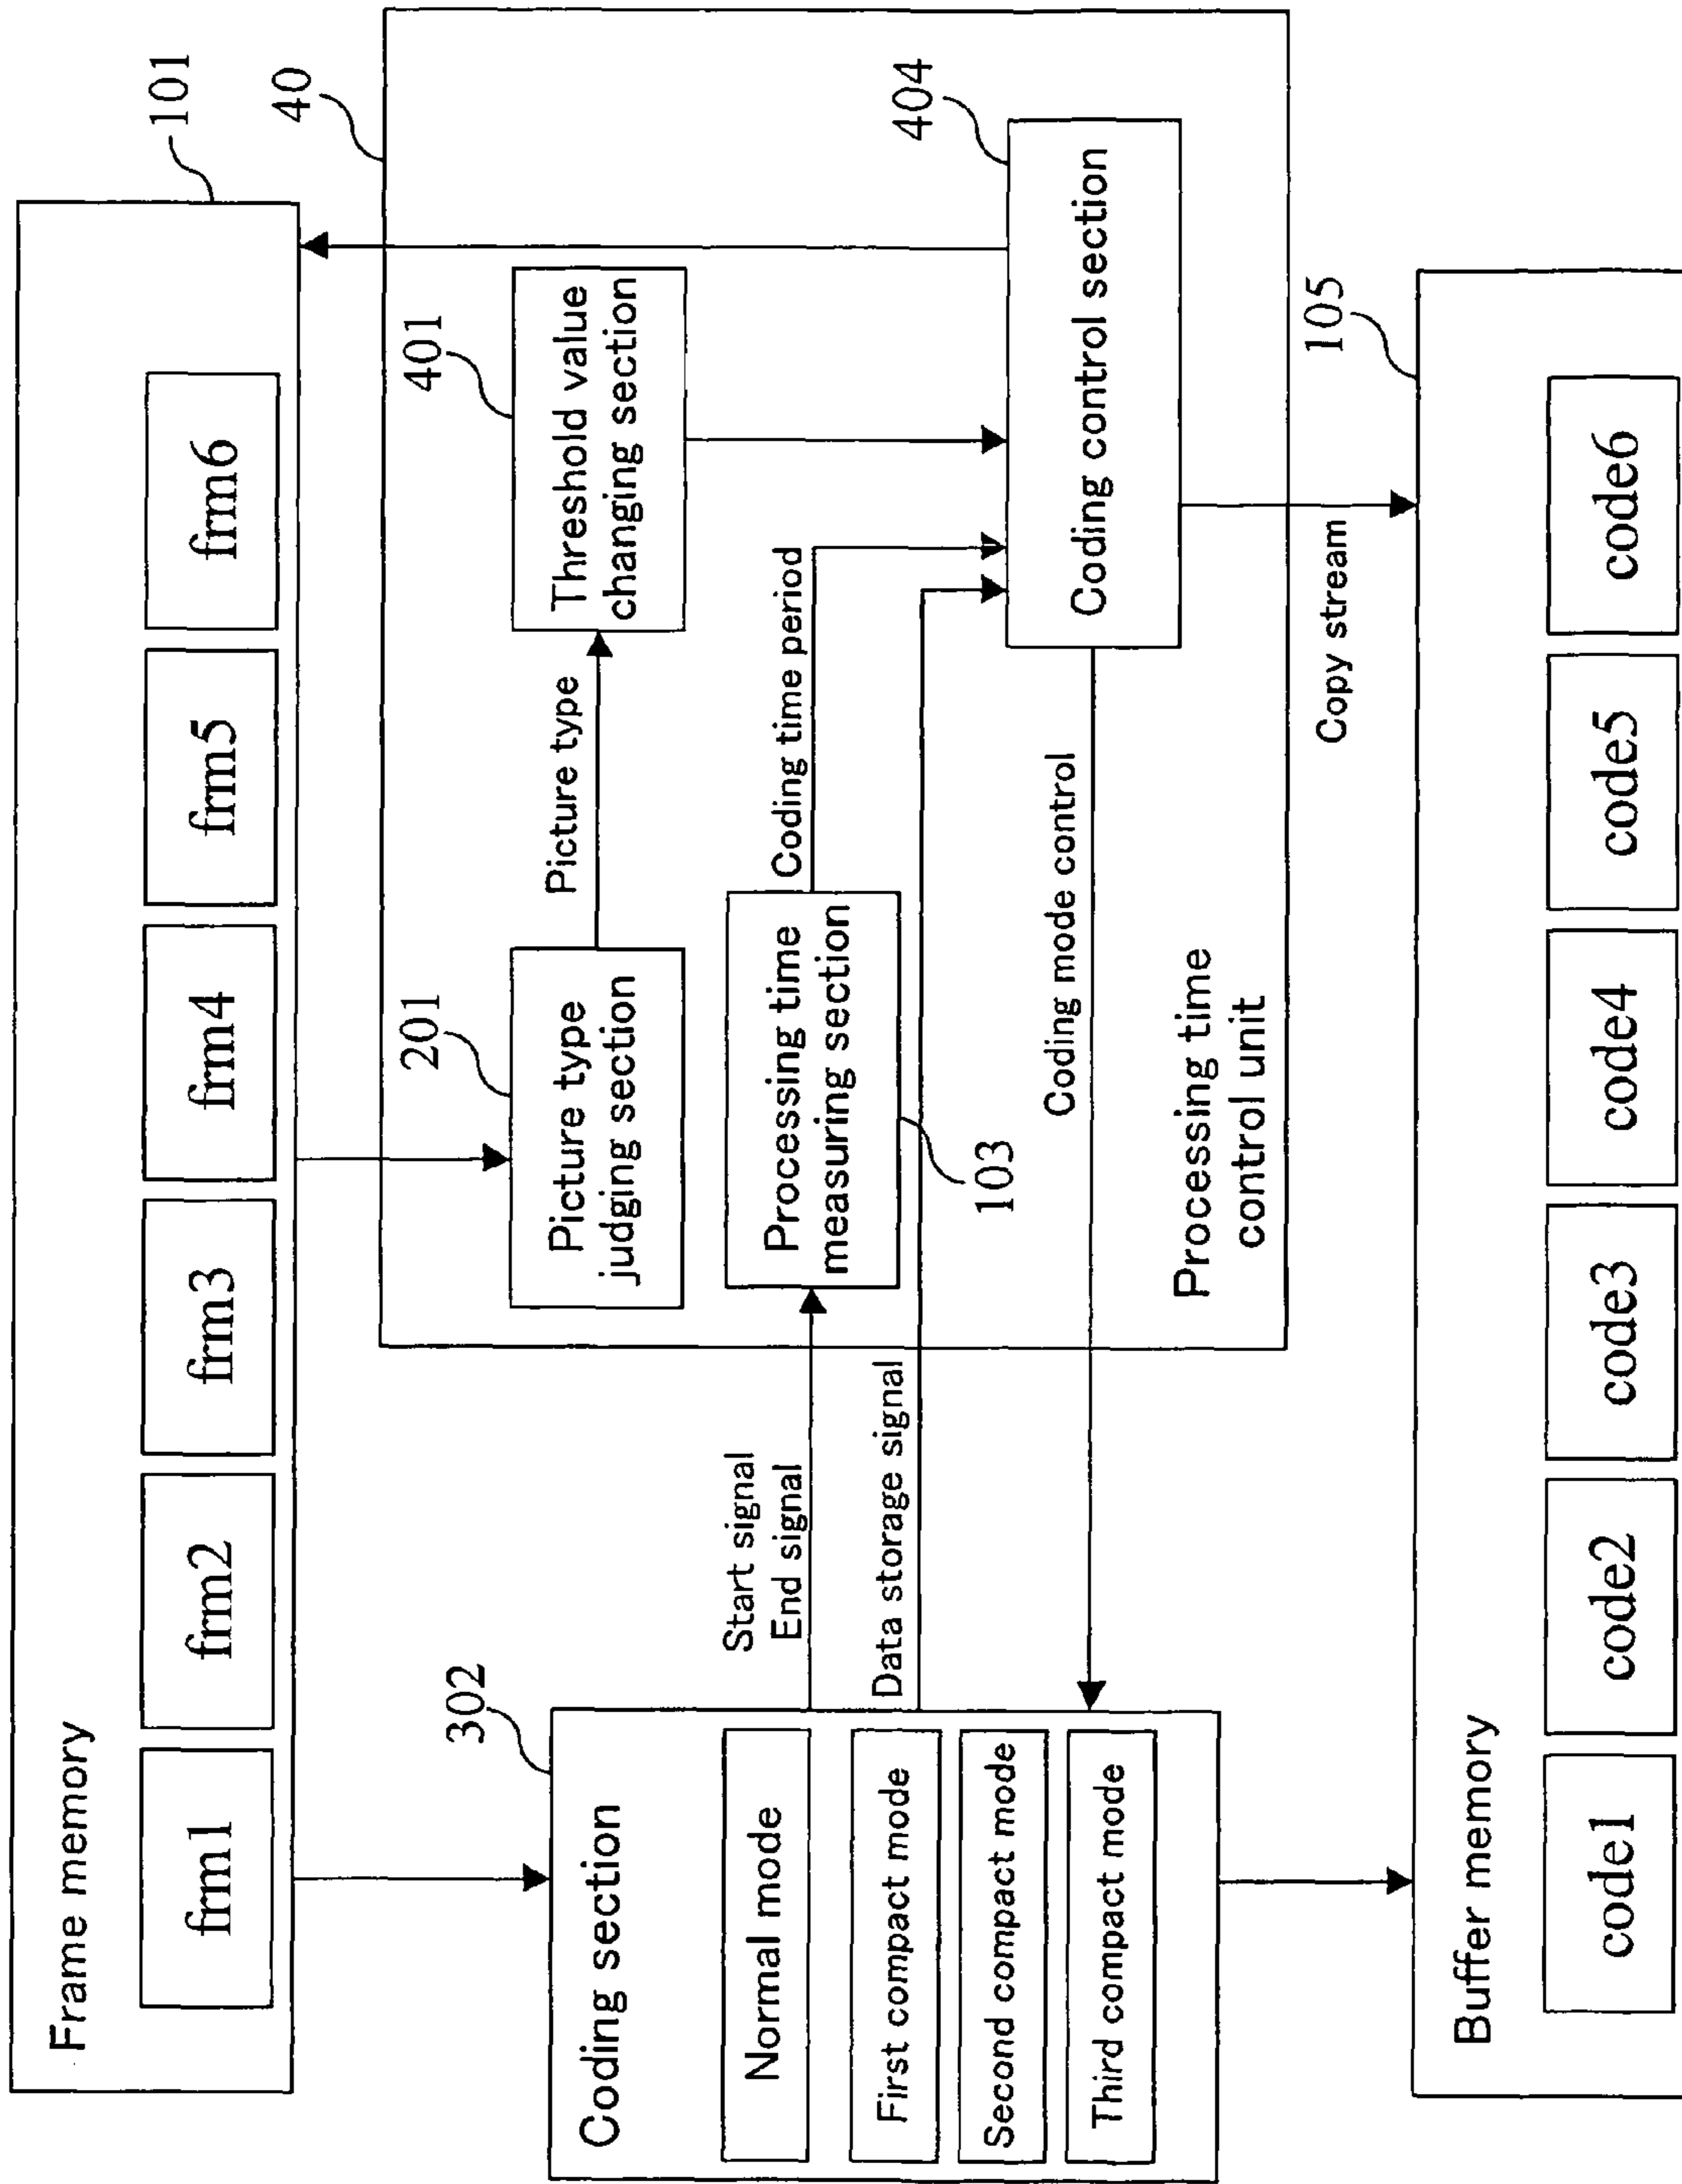 Frame memory
101
frm1
frm2
frm3
frm4
frm5
frm6
40
302
Coding section
Normal mode
First compact mode
Second compact mode
Third compact mode
Start signal
End signal
Data storage signal
201
Picture type
judging section
Picture type
401
Threshold value
changing section
Processing time
measuring section
103
Coding time period
404
Coding control section
Coding mode control
Processing time
control unit
Copy stream
105
Buffer memory
code1
code2
code3
code4
code5
code6